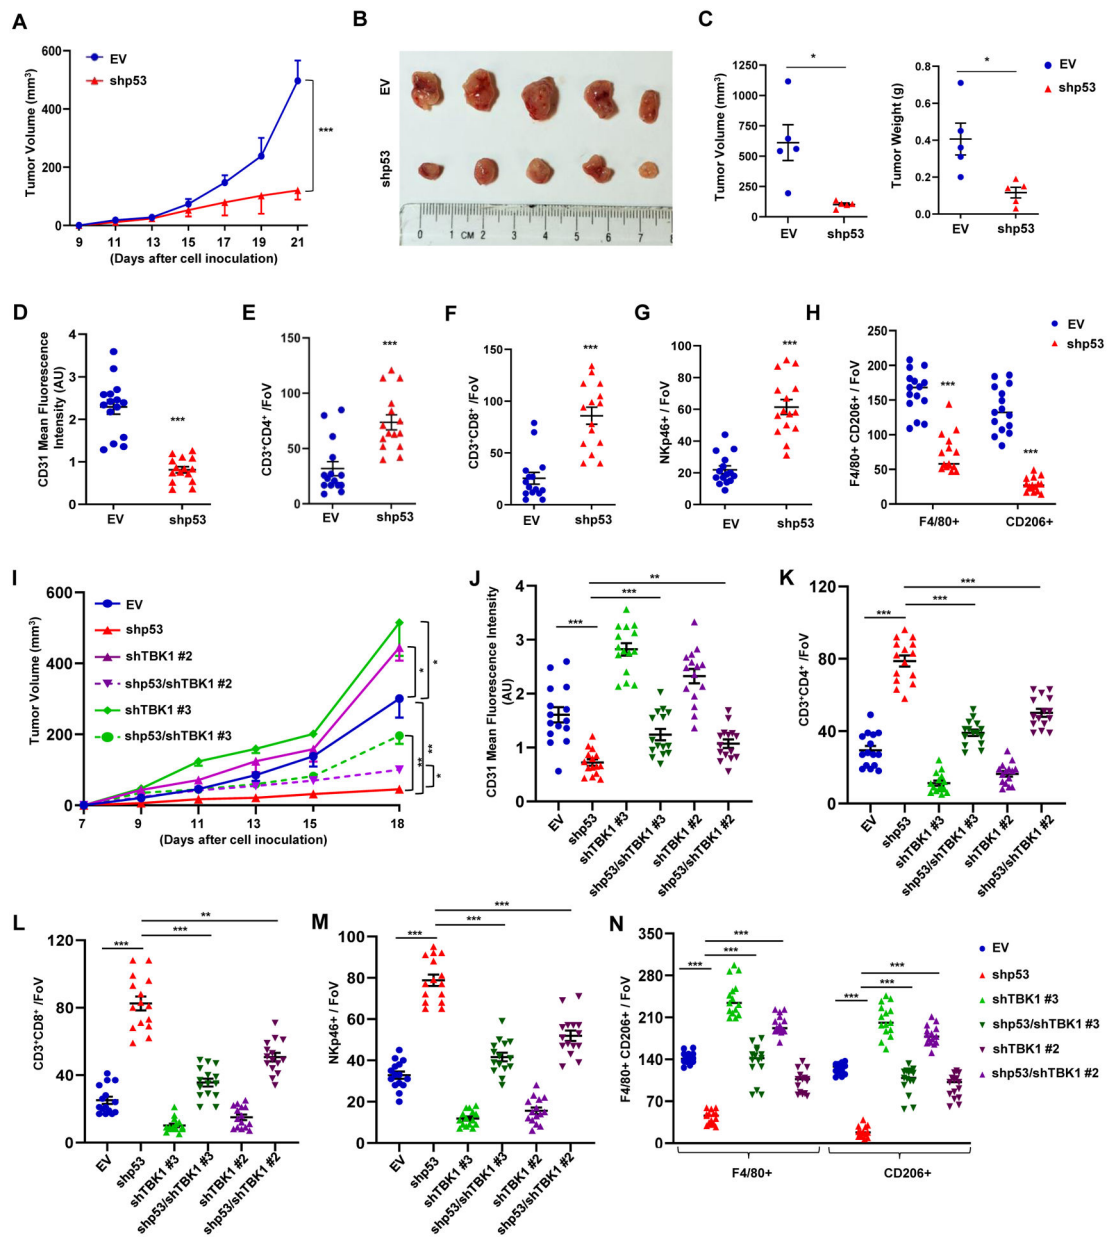 A
Tumor Volume (mm³)
600
400
200
0
EV
shp53
***
9 11 13 15 17 19 21
(Days after cell inoculation)
B
EV
shp53
0 1 CM 2 3 4 5 6 7 8
C
Tumor Volume (mm³)
1250
1000
750
500
250
0
*
EV shp53
Tumor Weight (g)
0.8
0.6
0.4
0.2
0.0
*
EV shp53
EV
shp53
D
CD31 Mean Fluorescence
Intensity (AU)
4
3
2
1
0
***
EV shp53
E
CD3⁺CD4⁺ /FoV
150
100
50
0
***
EV shp53
F
CD3⁺CD8⁺ /FoV
150
100
50
0
***
EV shp53
G
NKp46+ / FoV
100
80
60
40
20
0
***
EV shp53
H
F4/80+ CD206+ / FoV
250
200
150
100
50
0
***
***
F4/80+ CD206+
EV
shp53
I
Tumor Volume (mm³)
600
400
200
0
EV
shp53
shTBK1 #2
shp53/shTBK1 #2
shTBK1 #3
shp53/shTBK1 #3
*
*
**
**
*
7 9 11 13 15 18
(Days after cell inoculation)
J
CD31 Mean Fluorescence Intensity
(AU)
4
3
2
1
0
**
***
***
EV
shp53
shTBK1 #3
shp53/shTBK1 #3
shTBK1 #2
shp53/shTBK1 #2
K
CD3⁺CD4⁺ /FoV
120
80
40
0
***
***
***
EV
shp53
shTBK1 #3
shp53/shTBK1 #3
shTBK1 #2
shp53/shTBK1 #2
L
CD3⁺CD8⁺ /FoV
120
80
40
0
**
***
***
EV
shp53
shTBK1 #3
shp53/shTBK1 #3
shTBK1 #2
shp53/shTBK1 #2
M
NKp46+ / FoV
100
80
60
40
20
0
***
***
***
EV
shp53
shTBK1 #3
shp53/shTBK1 #3
shTBK1 #2
shp53/shTBK1 #2
N
F4/80+ CD206+ / FoV
350
280
210
140
70
0
***
***
***
***
***
***
F4/80+ CD206+
EV
shp53
shTBK1 #3
shp53/shTBK1 #3
shTBK1 #2
shp53/shTBK1 #2